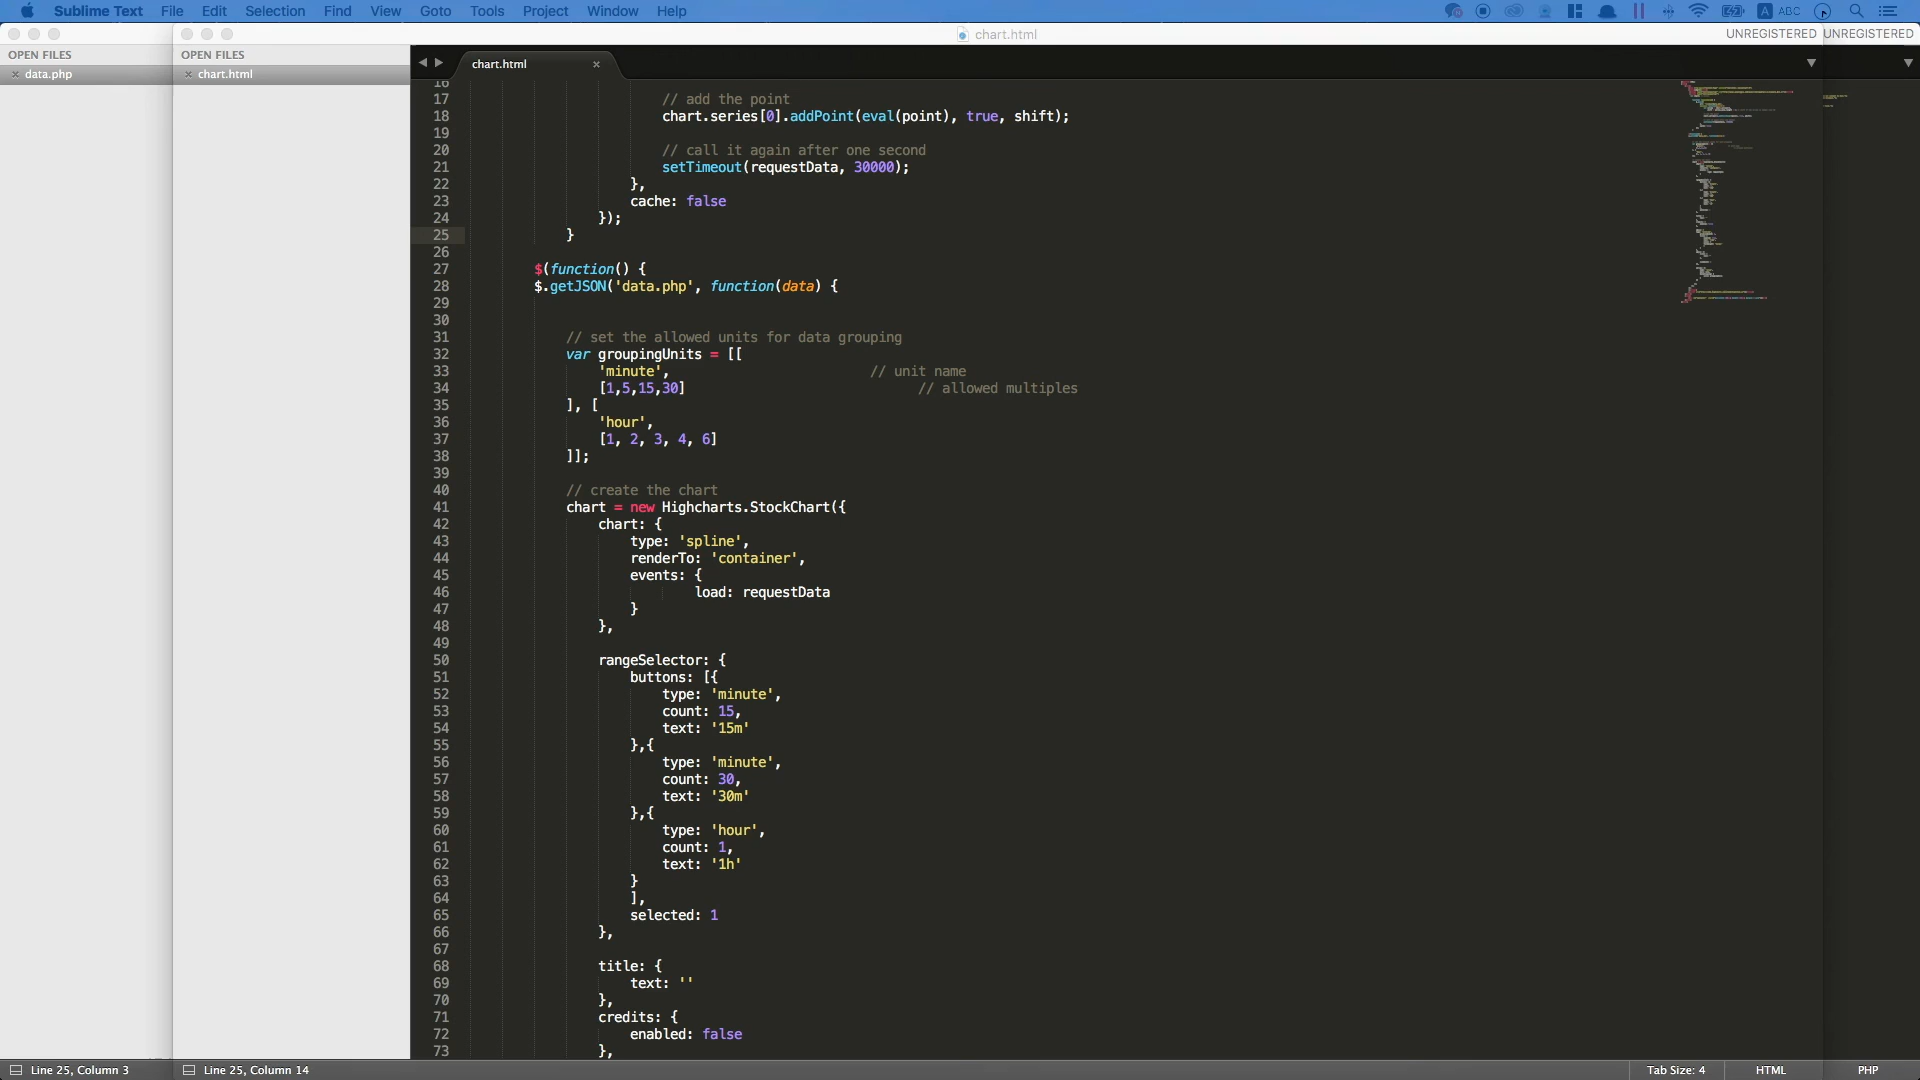 Sublime Text File Edit Selection Find View Goto Tools Project Window Help ABC
chart.html UNREGISTERED UNREGISTERED
OPEN FILES OPEN FILES
data.php chart.html
chart.html
16
17 // add the point
18 chart.series[0].addPoint(eval(point), true, shift);
19
20 // call it again after one second
21 setTimeout(requestData, 30000);
22 },
23 cache: false
24 });
25 }
26
27 $(function() {
28 $.getJSON('data.php', function(data) {
29
30
31 // set the allowed units for data grouping
32 var groupingUnits = [[
33 'minute', // unit name
34 [1,5,15,30] // allowed multiples
35 ], [
36 'hour',
37 [1, 2, 3, 4, 6]
38 ]];
39
40 // create the chart
41 chart = new Highcharts.StockChart({
42 chart: {
43 type: 'spline',
44 renderTo: 'container',
45 events: {
46 load: requestData
47 }
48 },
49
50 rangeSelector: {
51 buttons: [{
52 type: 'minute',
53 count: 15,
54 text: '15m'
55 },{
56 type: 'minute',
57 count: 30,
58 text: '30m'
59 },{
60 type: 'hour',
61 count: 1,
62 text: '1h'
63 }
64 ],
65 selected: 1
66 },
67
68 title: {
69 text: ''
70 },
71 credits: {
72 enabled: false
73 },
Line 25, Column 3 Line 25, Column 14 Tab Size: 4 HTML PHP